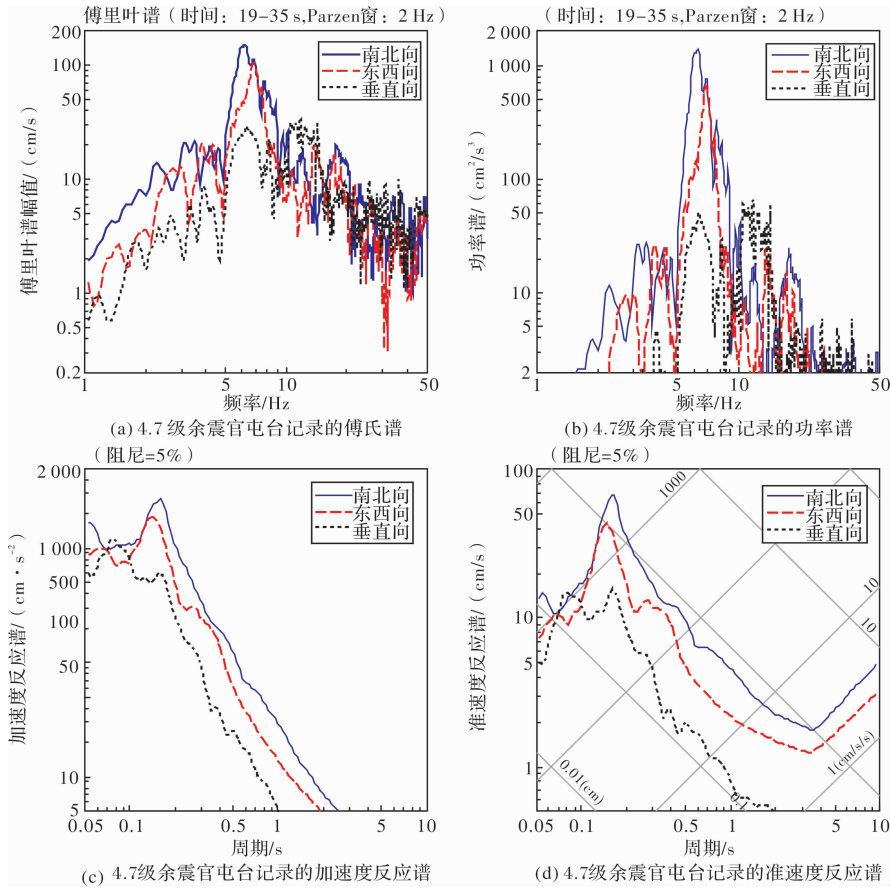 傅里叶谱（时间：19-35 s,Parzen窗：2 Hz）
200
100
50
10
5
1
0.5
0.2
傅里叶谱幅值/（cm/s）
南北向
东西向
垂直向
1
5
10
50
频率/Hz
(a) 4.7 级余震官屯台记录的傅氏谱
（时间：19-35 s,Parzen窗：2 Hz）
2 000
1 000
500
100
50
10
5
2
功率谱/（cm²/s³）
南北向
东西向
垂直向
1
5
10
50
频率/Hz
(b) 4.7级余震官屯台记录的功率谱
（阻尼=5%）
2 000
1 000
500
100
50
10
5
加速度反应谱/（cm·s⁻²）
南北向
东西向
垂直向
0.05
0.1
0.5
1
5
10
周期/s
(c) 4.7级余震官屯台记录的加速度反应谱
（阻尼=5%）
100
50
10
5
1
准速度反应谱/（cm/s）
南北向
东西向
垂直向
1000
10
10
1(cm/s/s)
0.01(cm)
0.1
0.05
0.1
0.5
1
5
10
周期/s
(d) 4.7级余震官屯台记录的准速度反应谱